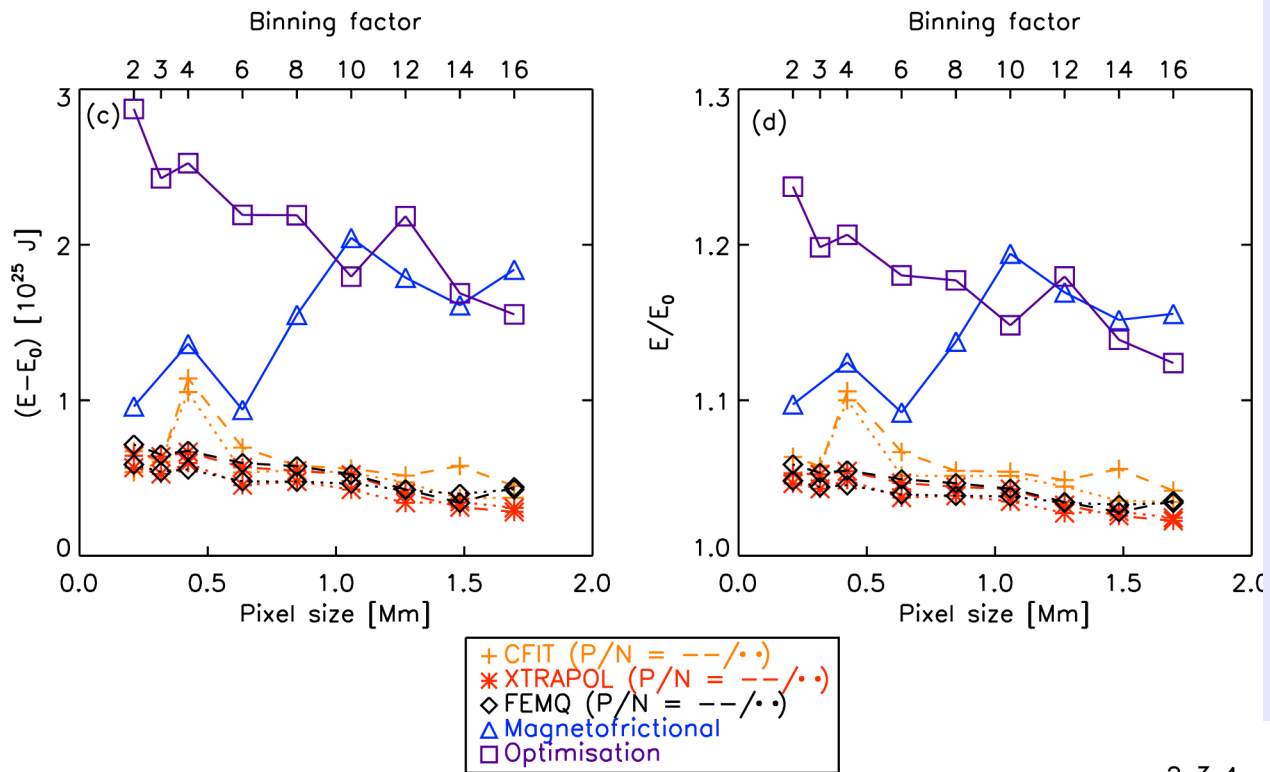 Binning factor Binning factor
2 3 4 6 8 10 12 14 16 2 3 4 6 8 10 12 14 16
3 1.3
(c) (d)
2 1.2
(E−E0) [10^25 J] E/E0
1 1.1
0 1.0
0.0 0.5 1.0 1.5 2.0 0.0 0.5 1.0 1.5 2.0
Pixel size [Mm] Pixel size [Mm]
CFIT (P/N = −−/••)
XTRAPOL (P/N = −−/••)
FEMQ (P/N = −−/••)
Magnetofrictional
Optimisation